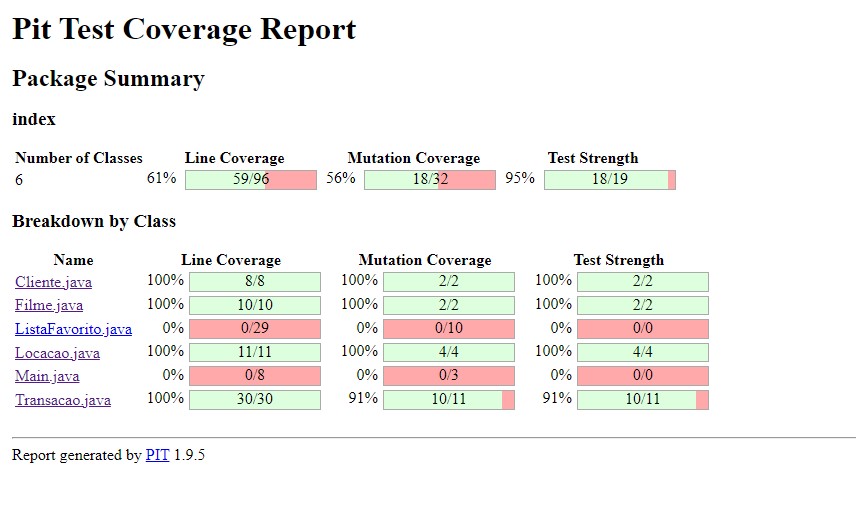 Pit Test Coverage Report
Package Summary
index
Number of Classes Line Coverage Mutation Coverage Test Strength
6 61% 59/96 56% 18/32 95% 18/19
Breakdown by Class
Name Line Coverage Mutation Coverage Test Strength
Cliente.java 100% 8/8 100% 2/2 100% 2/2
Filme.java 100% 10/10 100% 2/2 100% 2/2
ListaFavorito.java 0% 0/29 0% 0/10 0% 0/0
Locacao.java 100% 11/11 100% 4/4 100% 4/4
Main.java 0% 0/8 0% 0/3 0% 0/0
Transacao.java 100% 30/30 91% 10/11 91% 10/11
Report generated by PIT 1.9.5